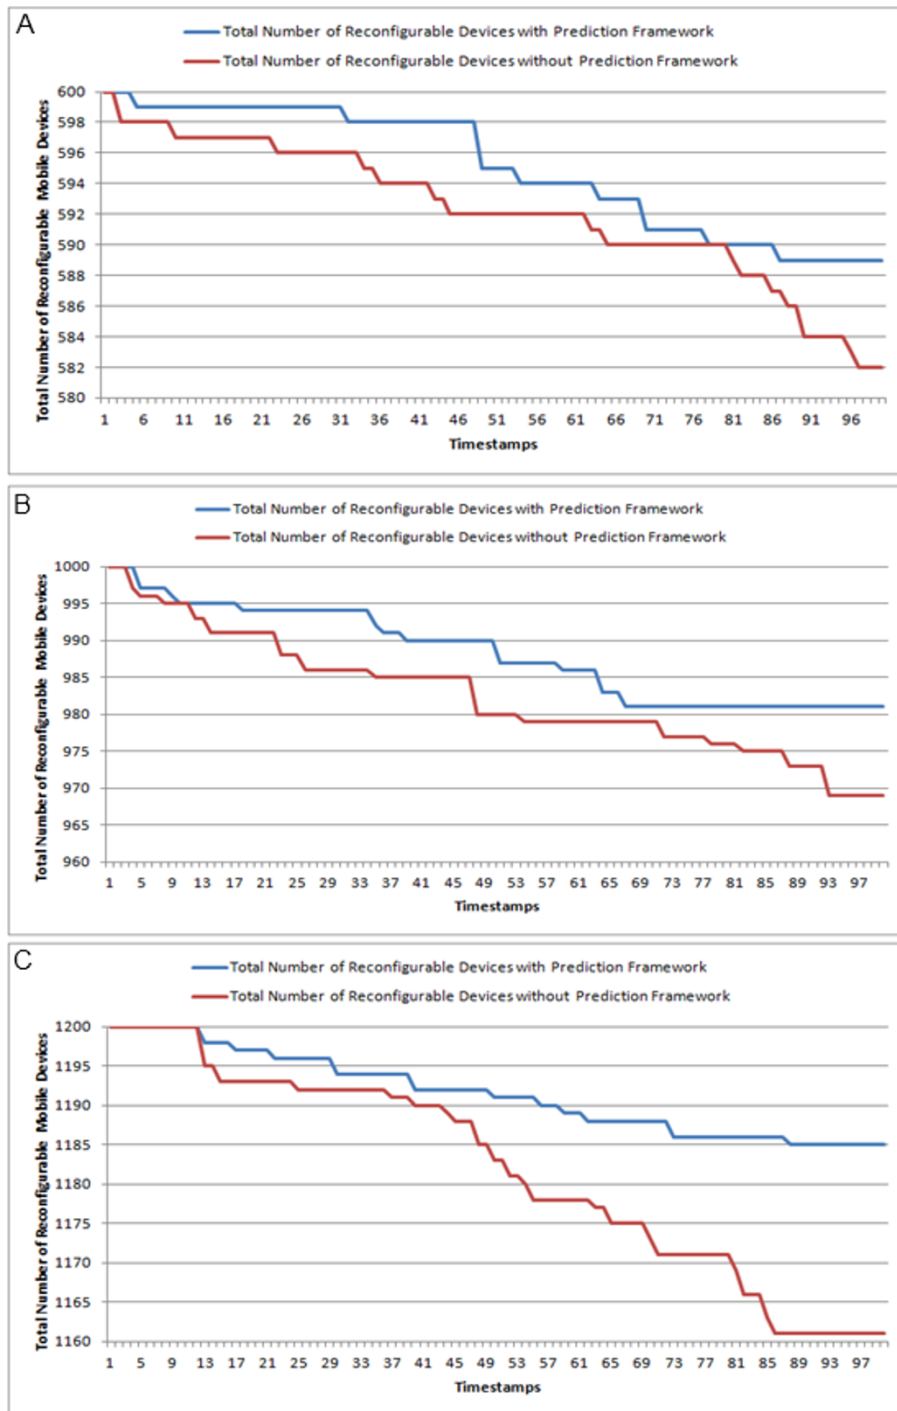 A
Total Number of Reconfigurable Devices with Prediction Framework
Total Number of Reconfigurable Devices without Prediction Framework
Total Number of Reconfigurable Mobile Devices
600
598
596
594
592
590
588
586
584
582
580
1 6 11 16 21 26 31 36 41 46 51 56 61 66 71 76 81 86 91 96
Timestamps
B
Total Number of Reconfigurable Devices with Prediction Framework
Total Number of Reconfigurable Devices without Prediction Framework
Total Number of Reconfigurable Mobile Devices
1000
995
990
985
980
975
970
965
960
1 5 9 13 17 21 25 29 33 37 41 45 49 53 57 61 65 69 73 77 81 85 89 93 97
Timestamps
C
Total Number of Reconfigurable Devices with Prediction Framework
Total Number of Reconfigurable Devices without Prediction Framework
Total Number of Reconfigurable Mobile Devices
1200
1195
1190
1185
1180
1175
1170
1165
1160
1 5 9 13 17 21 25 29 33 37 41 45 49 53 57 61 65 69 73 77 81 85 89 93 97
Timestamps